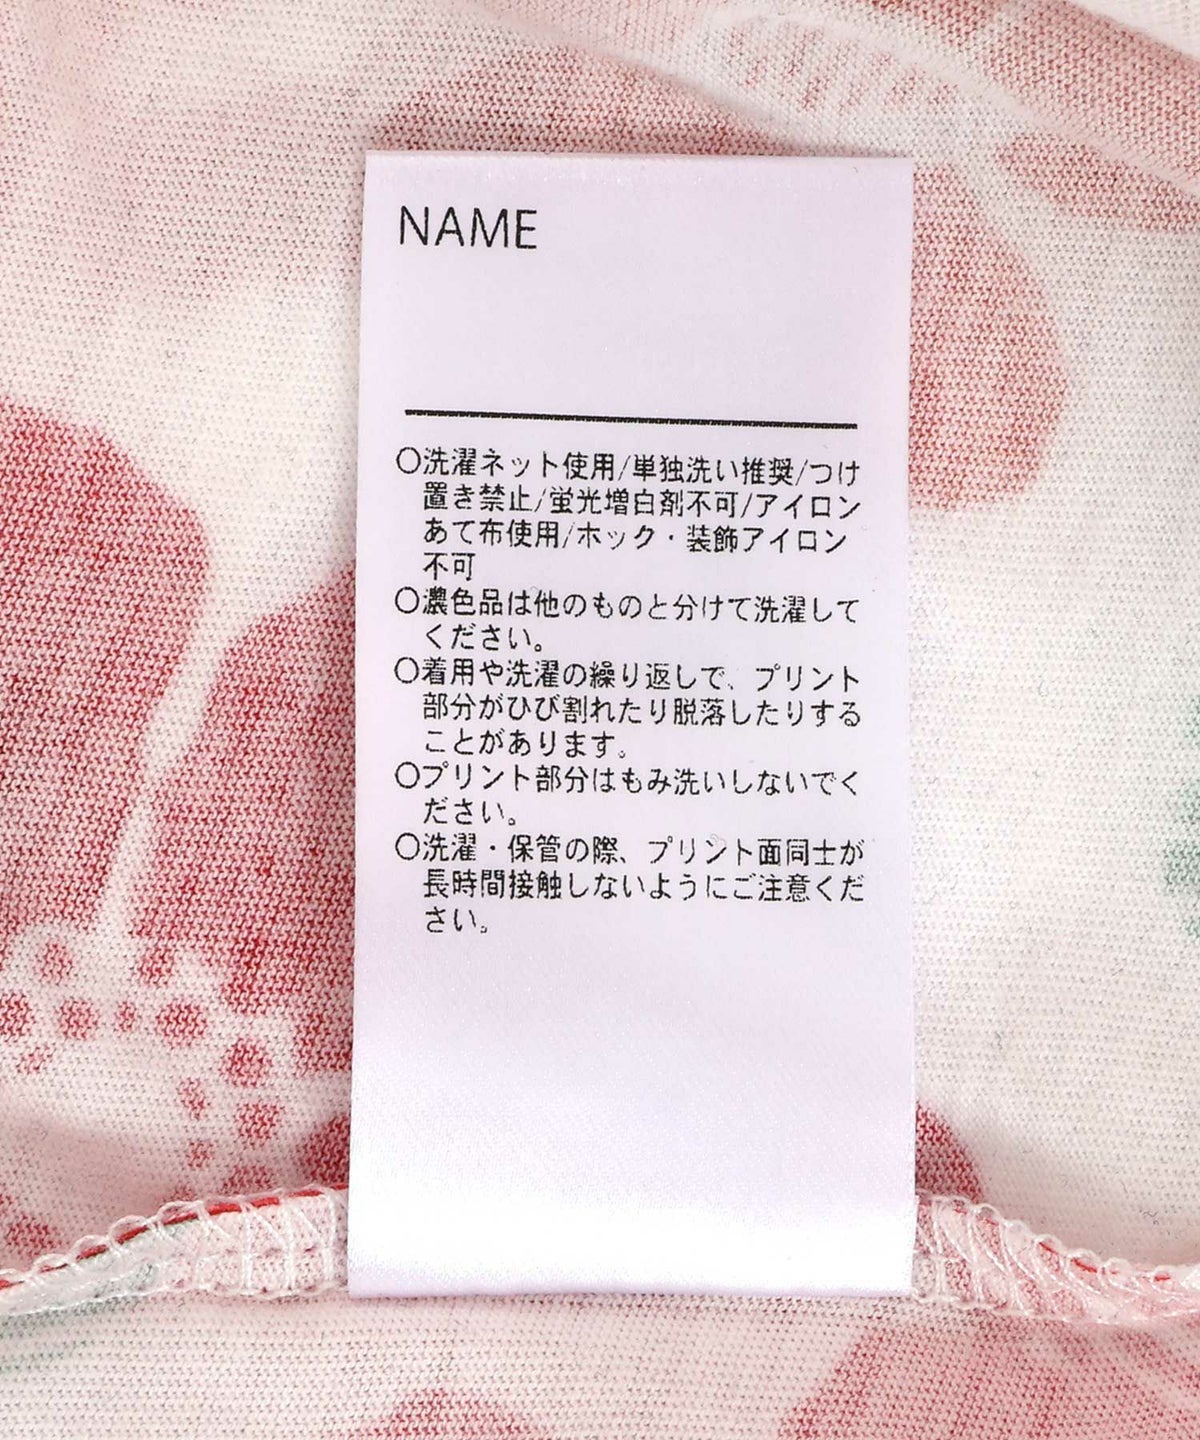 NAME
○洗濯ネット使用/単独洗い推奨/つけ
置き禁止/蛍光増白剤不可/アイロン
あて布使用/ホック・装飾アイロン
不可
○濃色品は他のものと分けて洗濯して
ください。
○着用や洗濯の繰り返しで、プリント
部分がひび割れたり脱落したりする
ことがあります。
○プリント部分はもみ洗いしないでく
ださい。
○洗濯・保管の際、プリント面同士が
長時間接触しないようにご注意くだ
さい。